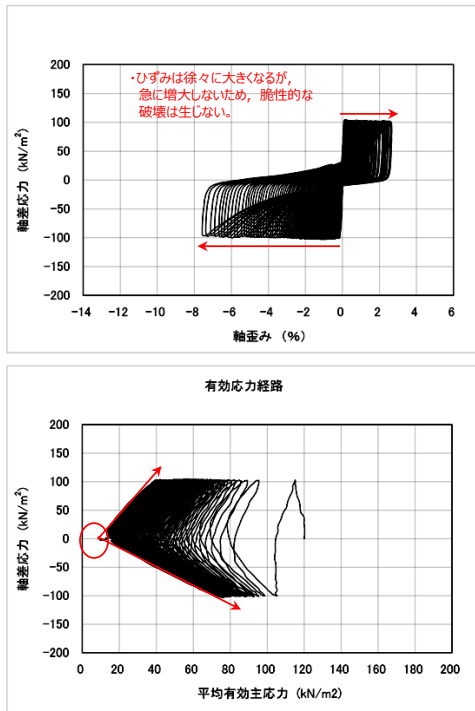 ・ひずみは徐々に大きくなるが，
急に増大しないため，脆性的な
破壊は生じない。
200
150
100
50
0
-50
-100
-150
-200
軸差応力（kN/m²）
-14 -12 -10 -8 -6 -4 -2 0 2 4 6
軸歪み （%）
有効応力経路
200
150
100
50
0
-50
-100
-150
-200
軸差応力（kN/m²）
0 20 40 60 80 100 120 140 160 180 200
平均有効主応力（kN/m2）